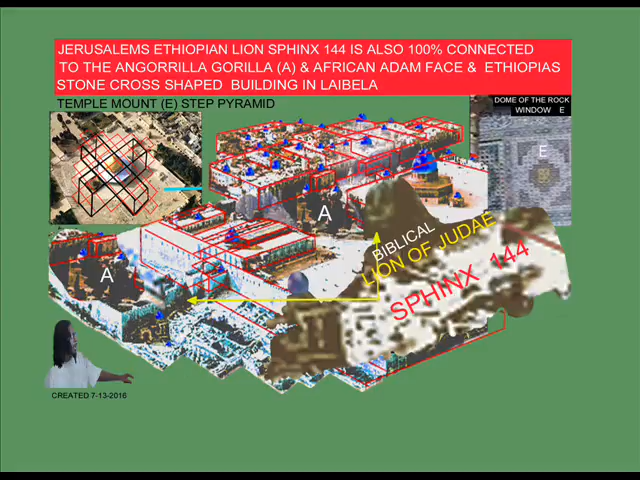 JERUSALEMS ETHIOPIAN LION SPHINX 144 IS ALSO 100% CONNECTED
TO THE ANGORRILLA GORILLA (A) & AFRICAN ADAM FACE & ETHIOPIAS
STONE CROSS SHAPED BUILDING IN LAIBELA
TEMPLE MOUNT (E) STEP PYRAMID
DOME OF THE ROCK
WINDOW E
E
A
BIBLICAL
LION OF JUDAE
A
SPHINX 144
CREATED 7-13-2016